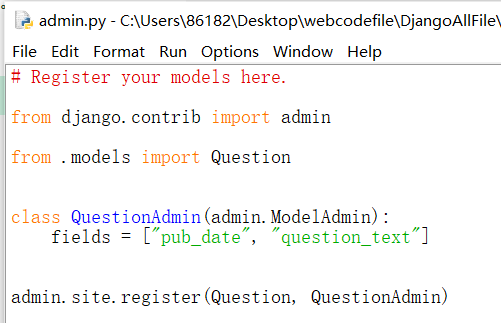 admin.py - C:\Users\86182\Desktop\webcodefile\DjangoAllFile\
File Edit Format Run Options Window Help
# Register your models here.
from django.contrib import admin
from .models import Question
class QuestionAdmin(admin.ModelAdmin):
    fields = ["pub_date", "question_text"]
admin.site.register(Question, QuestionAdmin)